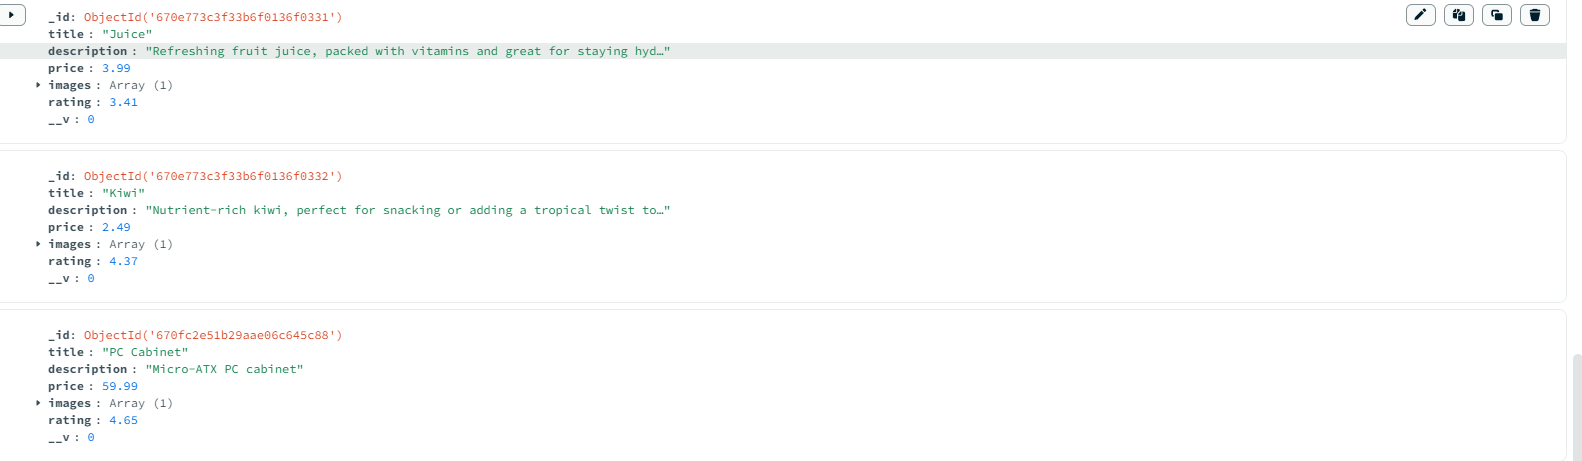 _id: ObjectId('670e773c3f33b6f0136f0331')
title : "Juice"
description : "Refreshing fruit juice, packed with vitamins and great for staying hyd…"
price : 3.99
images : Array (1)
rating : 3.41
__v : 0
_id: ObjectId('670e773c3f33b6f0136f0332')
title : "Kiwi"
description : "Nutrient-rich kiwi, perfect for snacking or adding a tropical twist to…"
price : 2.49
images : Array (1)
rating : 4.37
__v : 0
_id: ObjectId('670fc2e51b29aae06c645c88')
title : "PC Cabinet"
description : "Micro-ATX PC cabinet"
price : 59.99
images : Array (1)
rating : 4.65
__v : 0